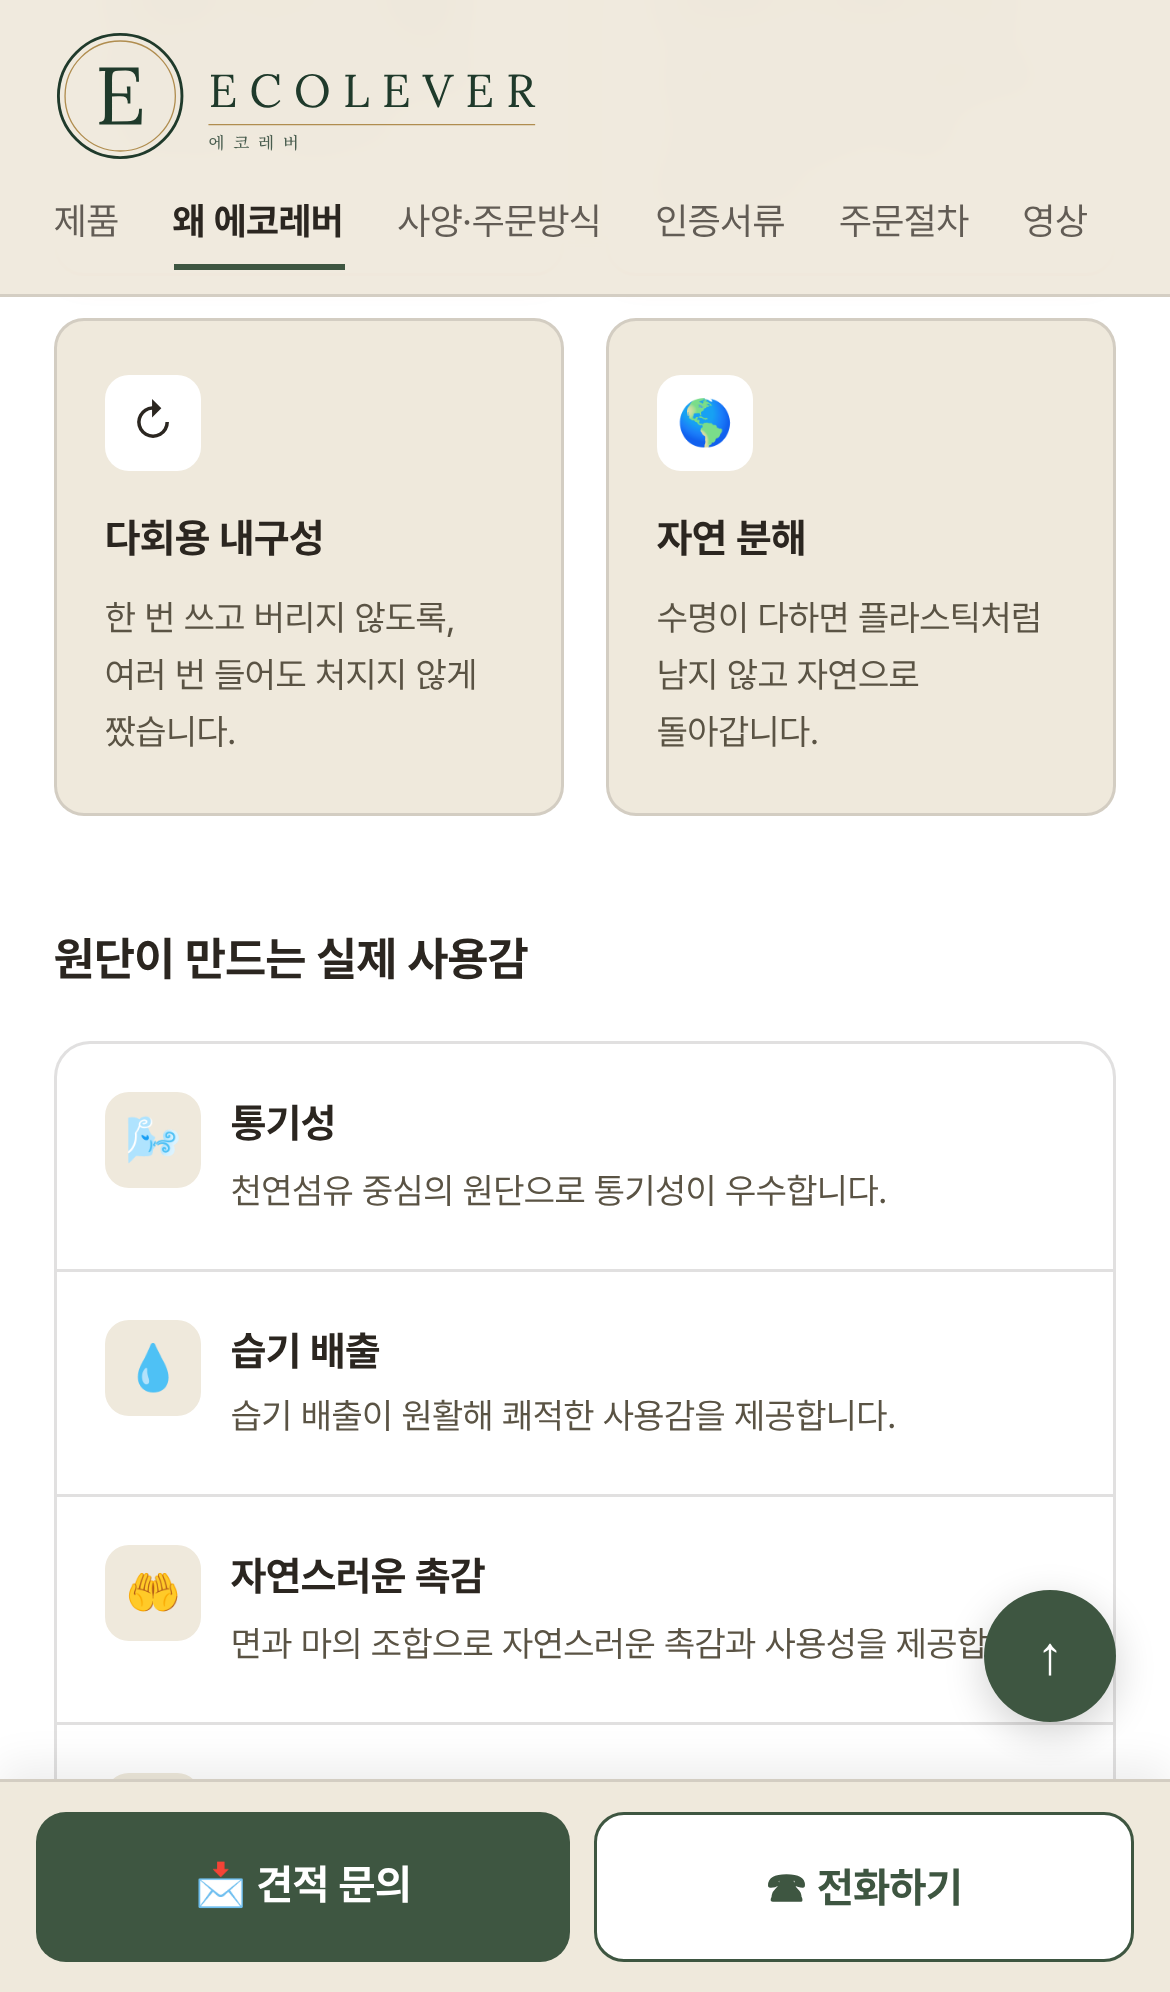 E
ECOLEVER
에코레버
제품 왜 에코레버 사양·주문방식 인증서류 주문절차 영상
다회용 내구성
한 번 쓰고 버리지 않도록,
여러 번 들어도 처지지 않게
짰습니다.
자연 분해
수명이 다하면 플라스틱처럼
남지 않고 자연으로
돌아갑니다.
원단이 만드는 실제 사용감
통기성
천연섬유 중심의 원단으로 통기성이 우수합니다.
습기 배출
습기 배출이 원활해 쾌적한 사용감을 제공합니다.
자연스러운 촉감
면과 마의 조합으로 자연스러운 촉감과 사용성을 제공합
↑
📩 견적 문의
☎ 전화하기